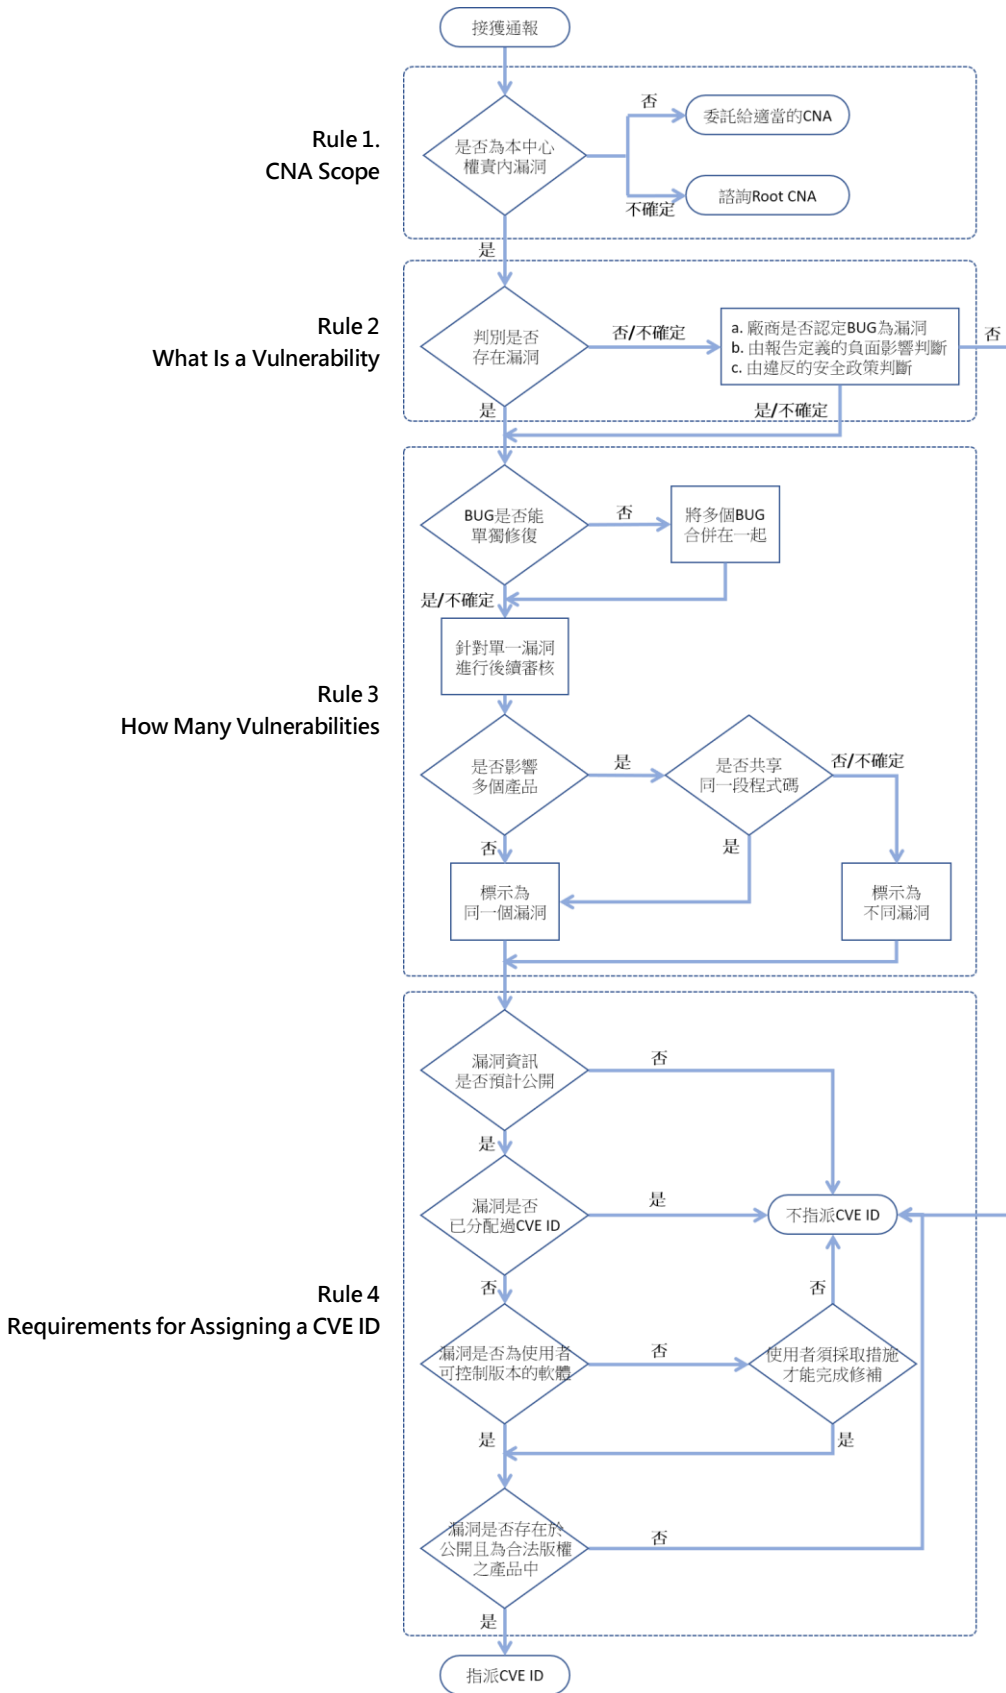 接獲通報
Rule 1.
CNA Scope
是否為本中心
權責內漏洞
否
委託給適當的CNA
不確定
諮詢Root CNA
是
Rule 2
What Is a Vulnerability
判別是否
存在漏洞
否/不確定
a. 廠商是否認定BUG為漏洞
b. 由報告定義的負面影響判斷
c. 由違反的安全政策判斷
否
是
是/不確定
Rule 3
How Many Vulnerabilities
BUG是否能
單獨修復
否
將多個BUG
合併在一起
是/不確定
針對單一漏洞
進行後續審核
是否影響
多個產品
是
是否共享
同一段程式碼
否/不確定
否
是
標示為
同一個漏洞
標示為
不同漏洞
Rule 4
Requirements for Assigning a CVE ID
漏洞資訊
是否預計公開
否
是
漏洞是否
已分配過CVE ID
是
不指派CVE ID
否
否
漏洞是否為使用者
可控制版本的軟體
否
使用者須採取措施
才能完成修補
是
是
漏洞是否存在於
公開且為合法版權
之產品中
否
是
指派CVE ID